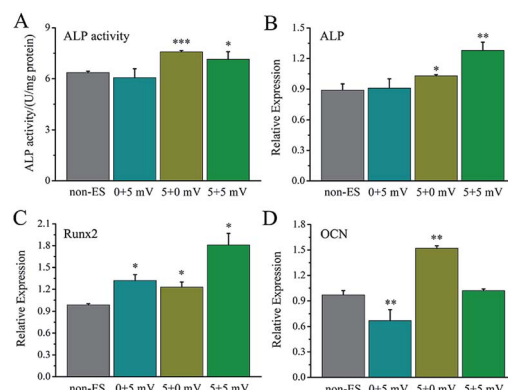 A
ALP activity
ALP activity/(U/mg protein)
9
6
3
0
***
*
non-ES 0+5 mV 5+0 mV 5+5 mV
B
ALP
Relative Expression
1.5
1.2
0.9
0.6
0.3
0.0
*
**
non-ES 0+5 mV 5+0 mV 5+5 mV
C
Runx2
Relative Expression
2.1
1.8
1.5
1.2
0.9
0.6
0.3
0.0
*
*
*
non-ES 0+5 mV 5+0 mV 5+5 mV
D
OCN
Relative Expression
1.8
1.5
1.2
0.9
0.6
0.3
0.0
**
**
non-ES 0+5 mV 5+0 mV 5+5 mV